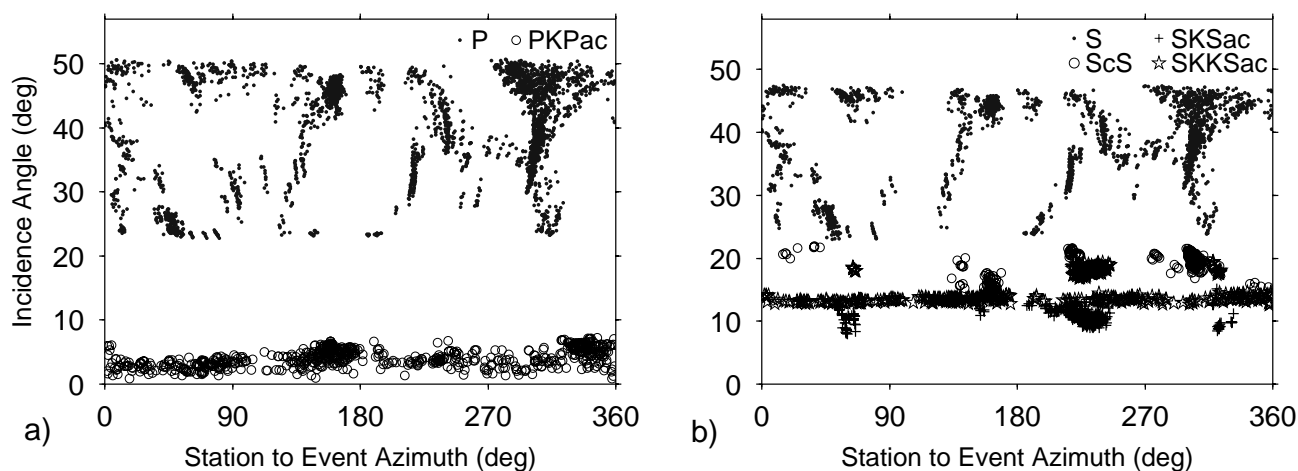 P PKPac
50
40
30
20
10
0
Incidence Angle (deg)
0 90 180 270 360
Station to Event Azimuth (deg)
a)
S SKSac
ScS SKKSac
50
40
30
20
10
0
0 90 180 270 360
Station to Event Azimuth (deg)
b)